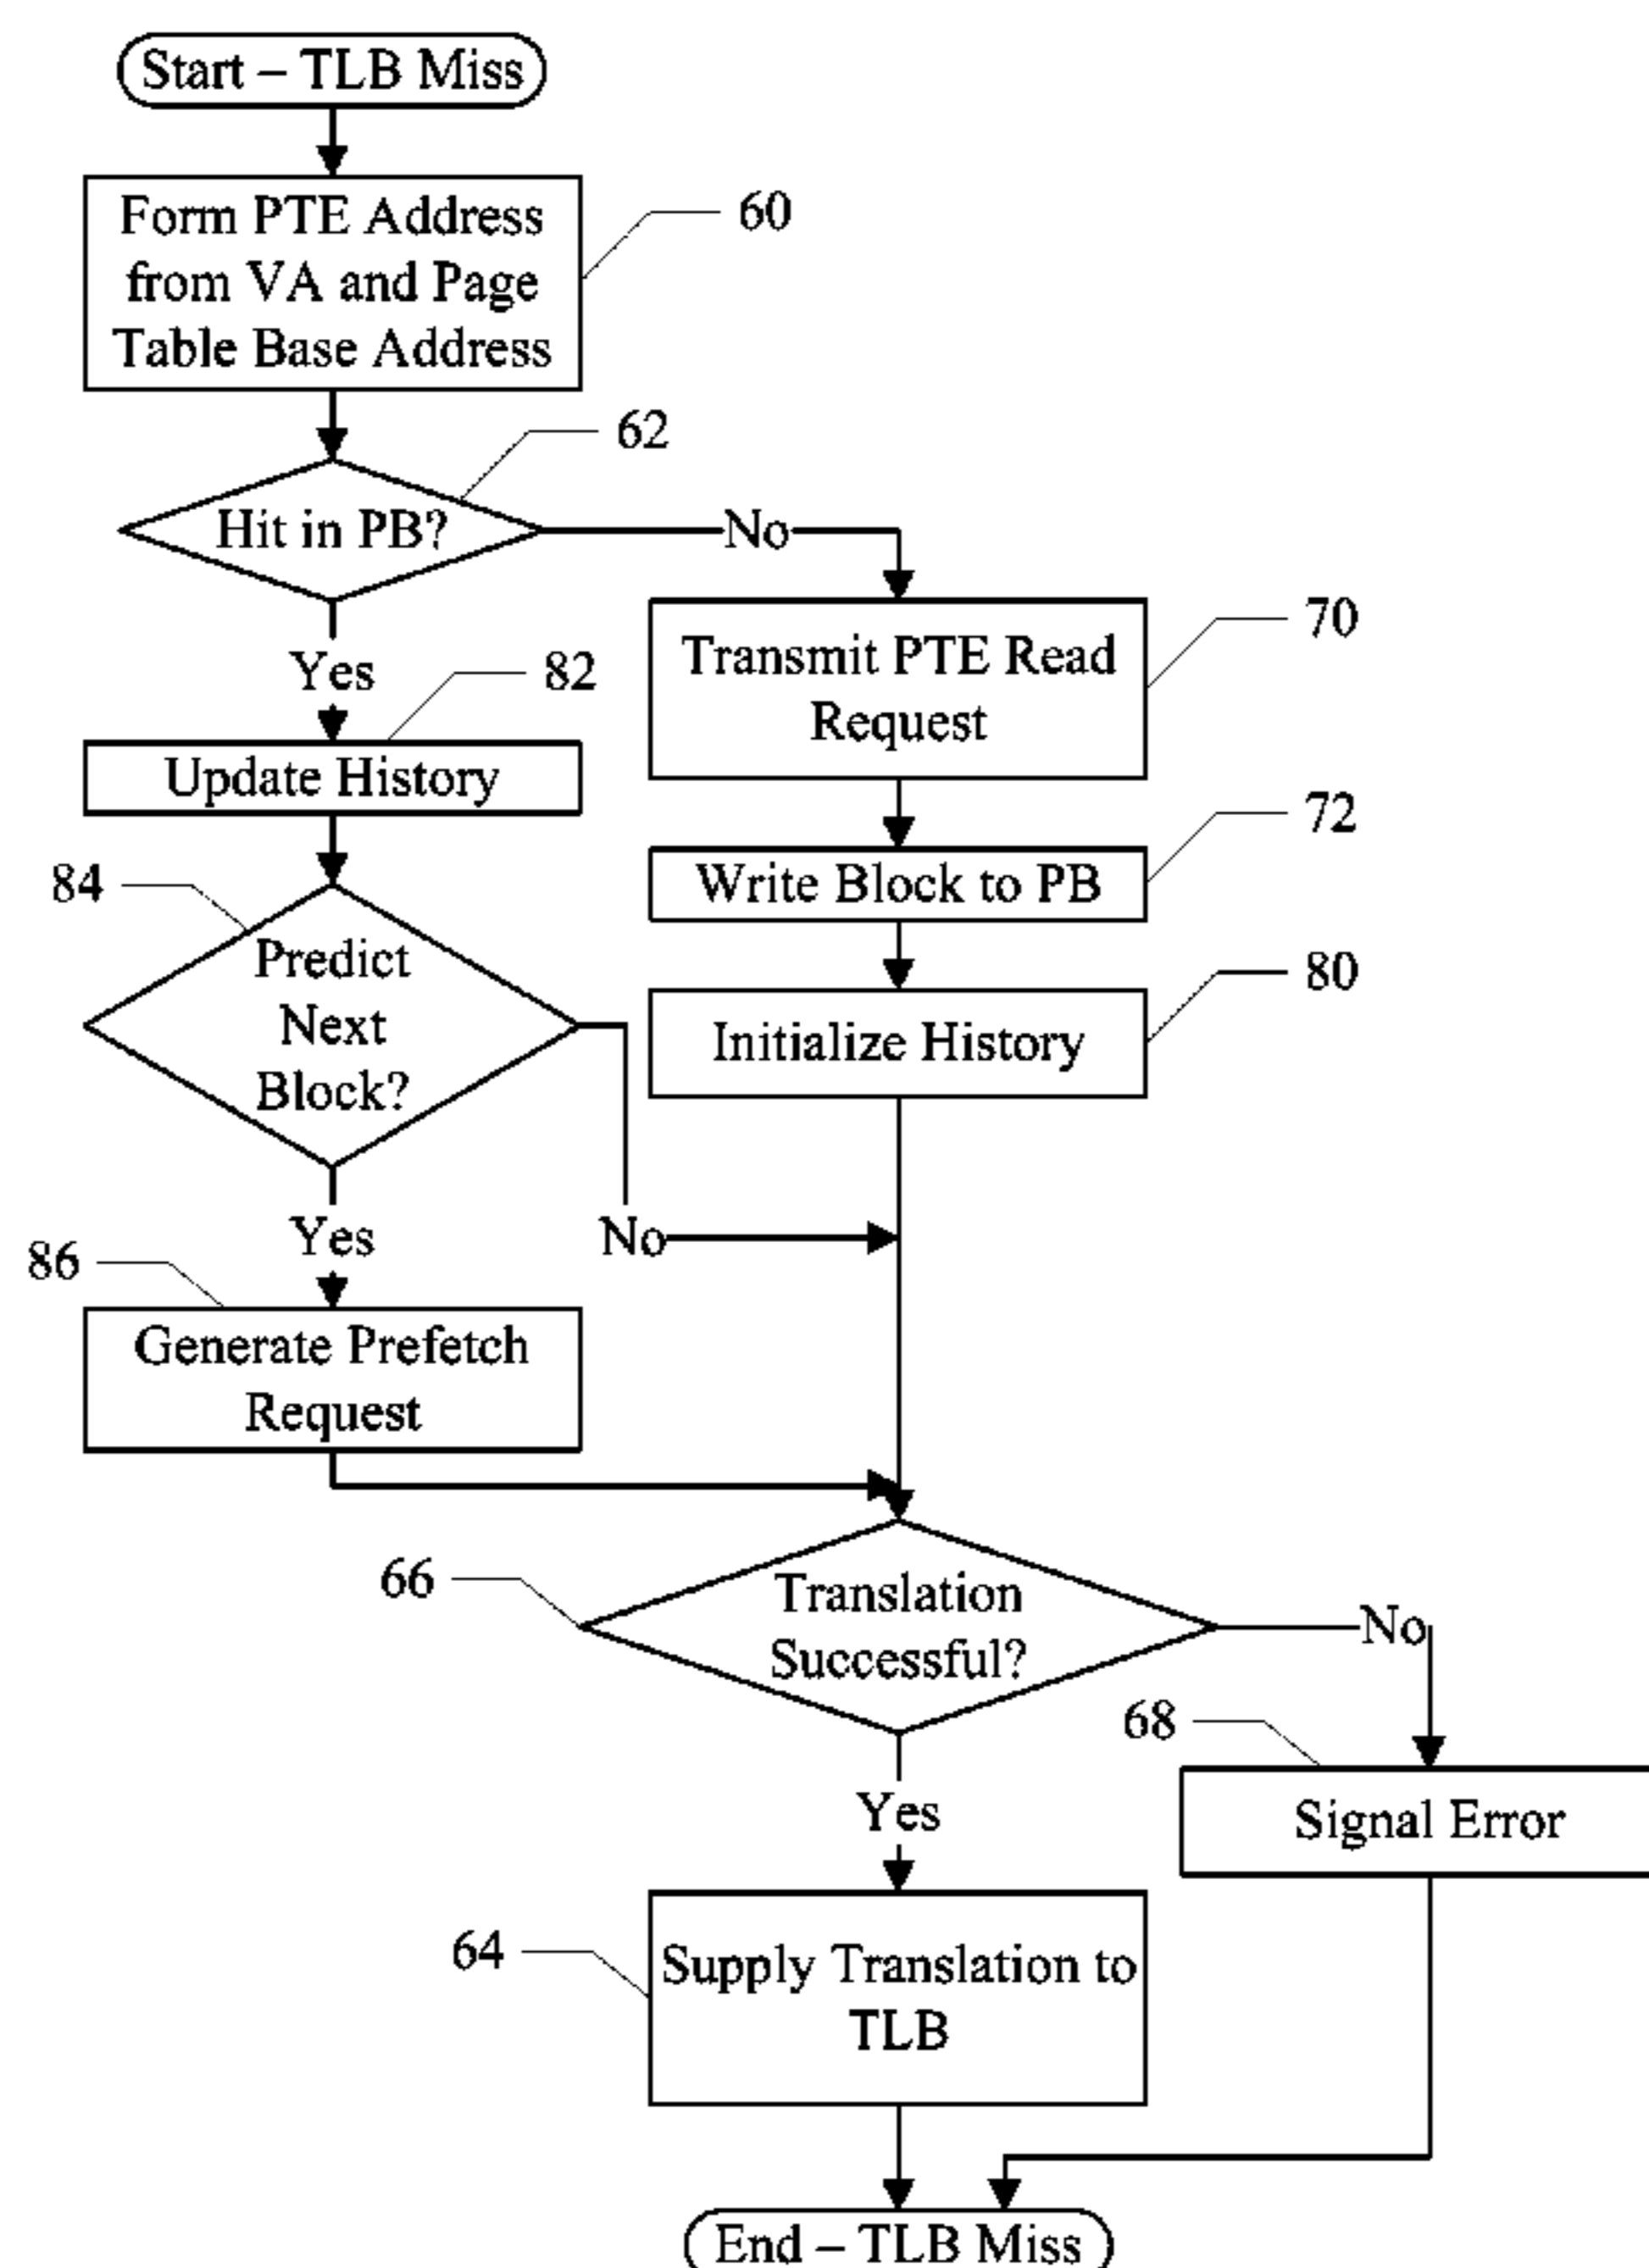 Start – TLB Miss
Form PTE Address
from VA and Page
Table Base Address
60
62
Hit in PB?
No
Yes
82
Transmit PTE Read
Request
70
Update History
72
Write Block to PB
84
Predict
Next
Block?
80
Initialize History
Yes
No
86
Generate Prefetch
Request
66
Translation
Successful?
No
68
Signal Error
Yes
64
Supply Translation to
TLB
End – TLB Miss